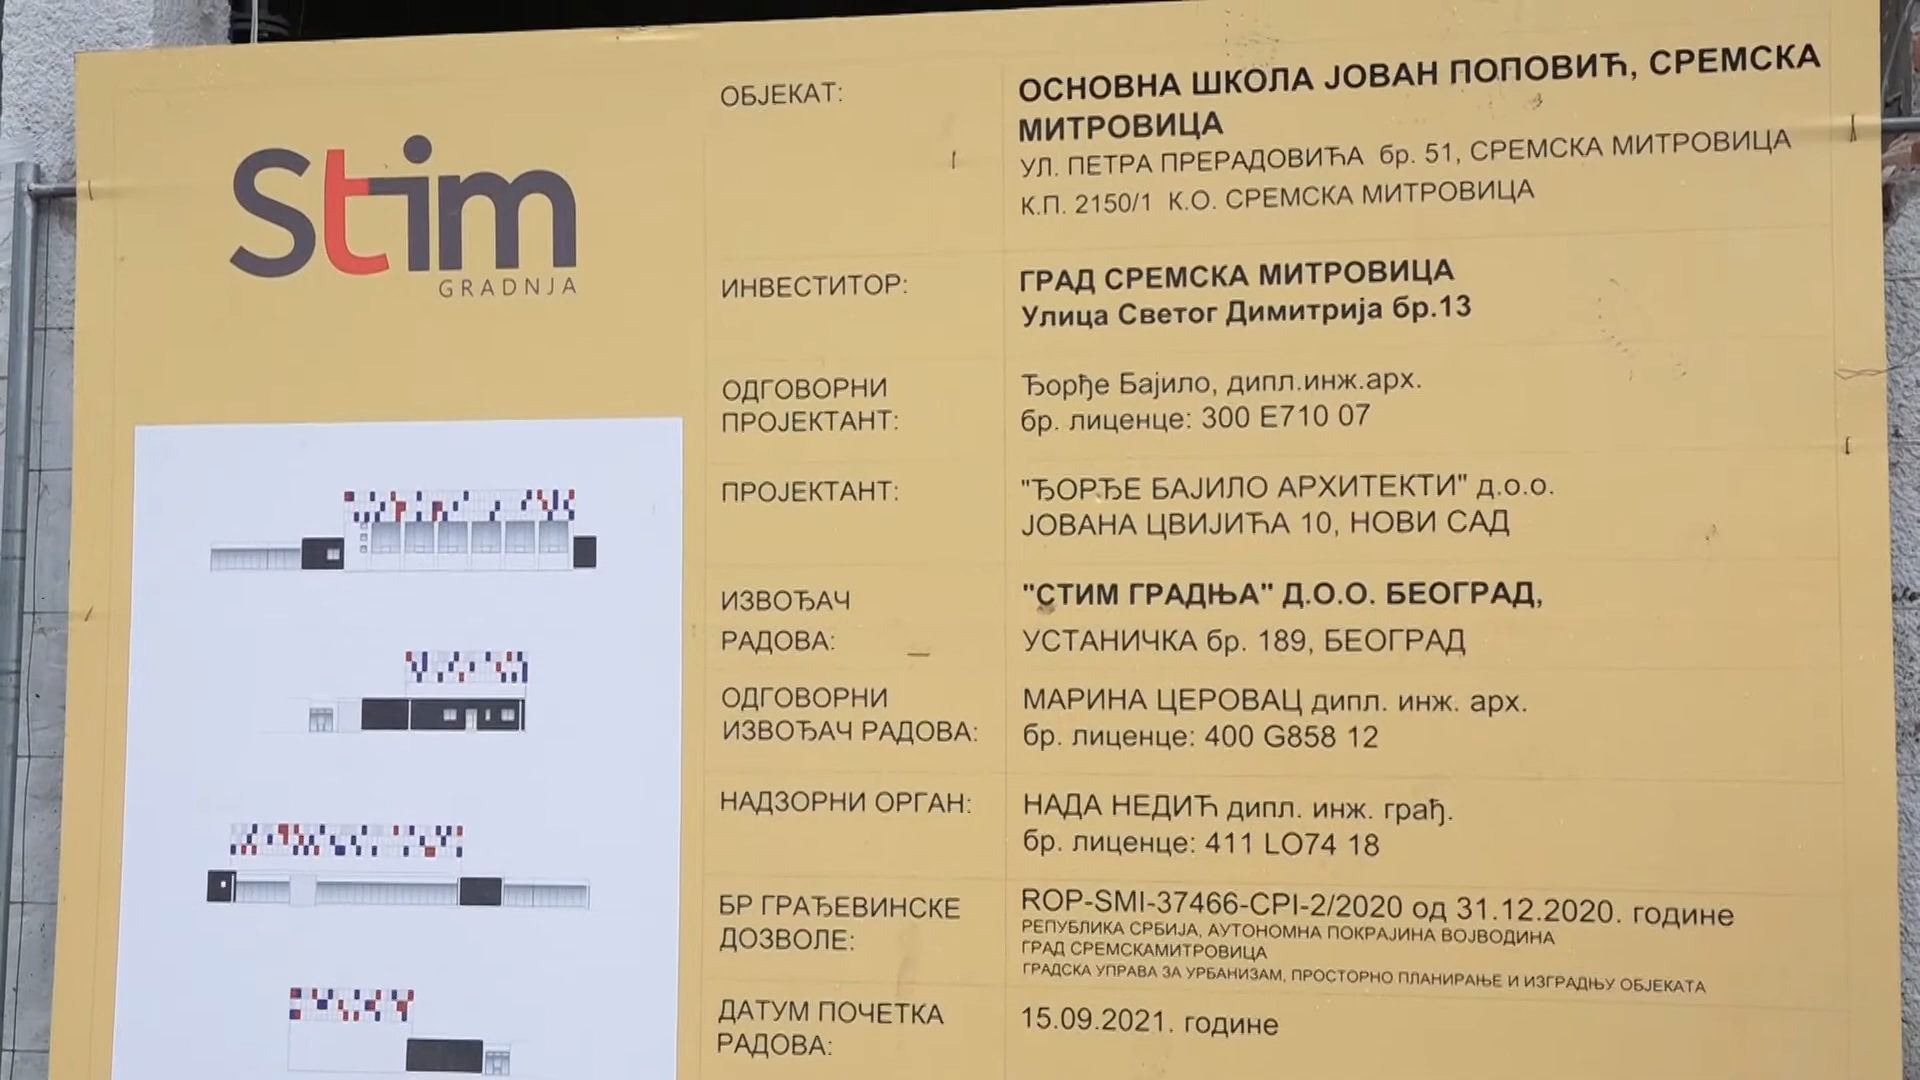 Stim
GRADNJA
ОБЈЕКАТ:
ОСНОВНА ШКОЛА ЈОВАН ПОПОВИЋ, СРЕМСКА
МИТРОВИЦА
УЛ. ПЕТРА ПРЕРАДОВИЋА бр. 51, СРЕМСКА МИТРОВИЦА
К.П. 2150/1 К.О. СРЕМСКА МИТРОВИЦА
ИНВЕСТИТОР:
ГРАД СРЕМСКА МИТРОВИЦА
Улица Светог Димитрија бр.13
ОДГОВОРНИ
ПРОЈЕКТАНТ:
Ђорђе Бајило, дипл.инж.арх.
бр. лиценце: 300 Е710 07
ПРОЈЕКТАНТ:
"ЂОРЂЕ БАЈИЛО АРХИТЕКТИ" д.о.о.
ЈОВАНА ЦВИЈИЋА 10, НОВИ САД
ИЗВОЂАЧ
РАДОВА:
"СТИМ ГРАДЊА" Д.О.О. БЕОГРАД,
УСТАНИЧКА бр. 189, БЕОГРАД
ОДГОВОРНИ
ИЗВОЂАЧ РАДОВА:
МАРИНА ЦЕРОВАЦ дипл. инж. арх.
бр. лиценце: 400 G858 12
НАДЗОРНИ ОРГАН:
НАДА НЕДИЋ дипл. инж. грађ.
бр. лиценце: 411 LO74 18
БР ГРАЂЕВИНСКЕ
ДОЗВОЛЕ:
ROP-SMI-37466-CPI-2/2020 од 31.12.2020. године
РЕПУБЛИКА СРБИЈА, АУТОНОМНА ПОКРАЈИНА ВОЈВОДИНА
ГРАД СРЕМСКАМИТРОВИЦА
ГРАДСКА УПРАВА ЗА УРБАНИЗАМ, ПРОСТОРНО ПЛАНИРАЊЕ И ИЗГРАДЊУ ОБЈЕКАТА
ДАТУМ ПОЧЕТКА
РАДОВА:
15.09.2021. године